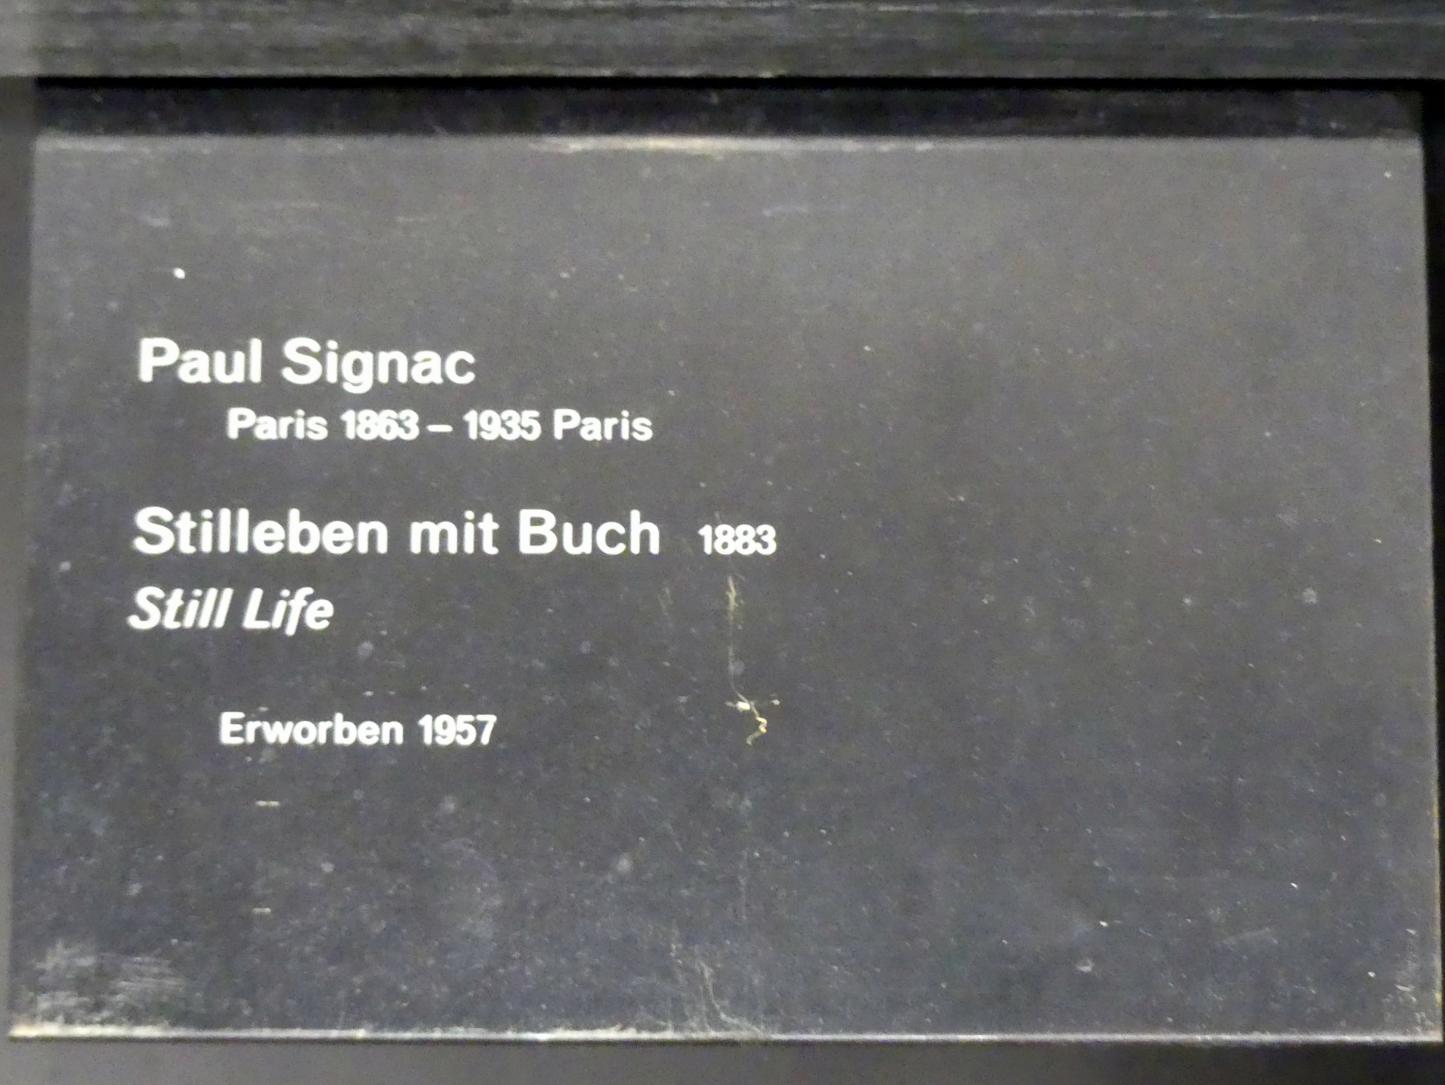 Paul Signac
Paris 1863 – 1935 Paris
Stilleben mit Buch 1883
Still Life
Erworben 1957